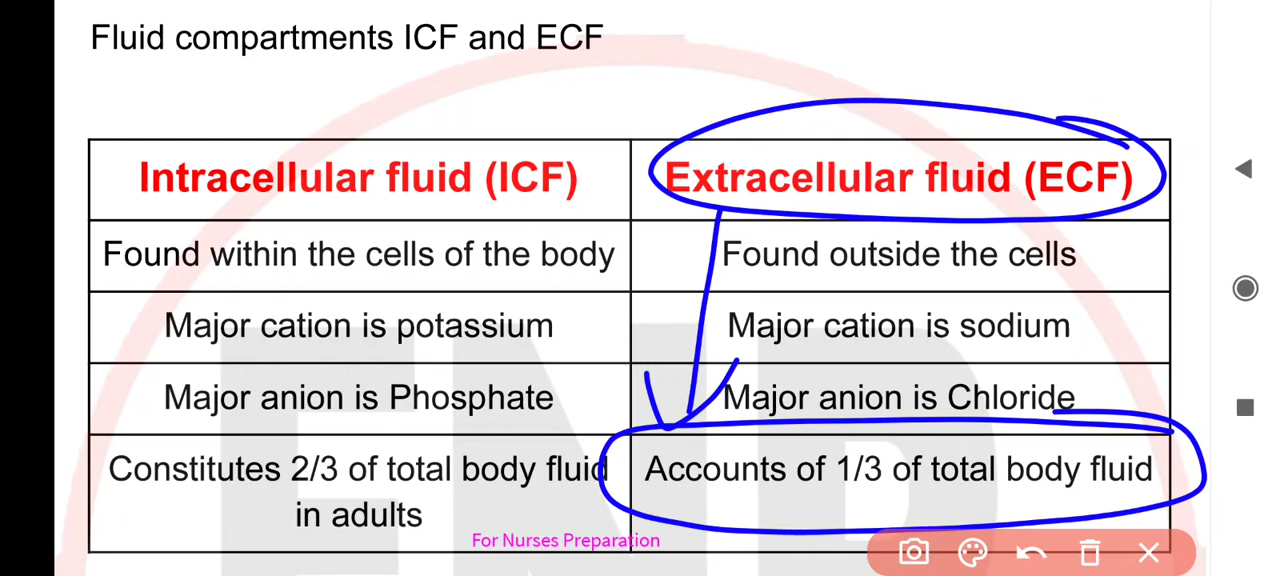 Fluid compartments ICF and ECF
Intracellular fluid (ICF)
Extracellular fluid (ECF)
Found within the cells of the body
Found outside the cells
Major cation is potassium
Major cation is sodium
Major anion is Phosphate
Major anion is Chloride
Constitutes 2/3 of total body fluid
in adults
Accounts of 1/3 of total body fluid
For Nurses Preparation
END